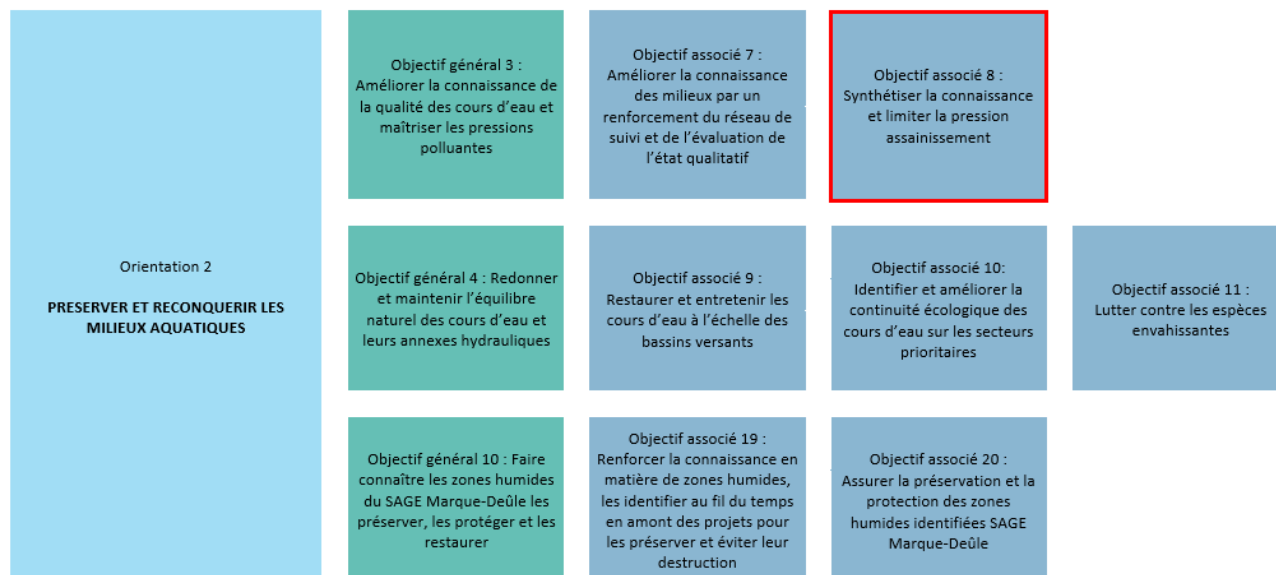 Orientation 2
PRESERVER ET RECONQUERIR LES
MILIEUX AQUATIQUES
Objectif général 3 :
Améliorer la connaissance de
la qualité des cours d'eau et
maîtriser les pressions
polluantes
Objectif associé 7 :
Améliorer la connaissance
des milieux par un
renforcement du réseau de
suivi et de l'évaluation de
l'état qualitatif
Objectif associé 8 :
Synthétiser la connaissance
et limiter la pression
assainissement
Objectif général 4 : Redonner
et maintenir l'équilibre
naturel des cours d'eau et
leurs annexes hydrauliques
Objectif associé 9 :
Restaurer et entretenir les
cours d'eau à l'échelle des
bassins versants
Objectif associé 10:
Identifier et améliorer la
continuité écologique des
cours d'eau sur les secteurs
prioritaires
Objectif associé 11 :
Lutter contre les espèces
envahissantes
Objectif général 10 : Faire
connaître les zones humides
du SAGE Marque-Deûle les
préserver, les protéger et les
restaurer
Objectif associé 19 :
Renforcer la connaissance en
matière de zones humides,
les identifier au fil du temps
en amont des projets pour
les préserver et éviter leur
destruction
Objectif associé 20 :
Assurer la préservation et la
protection des zones
humides identifiées SAGE
Marque-Deûle